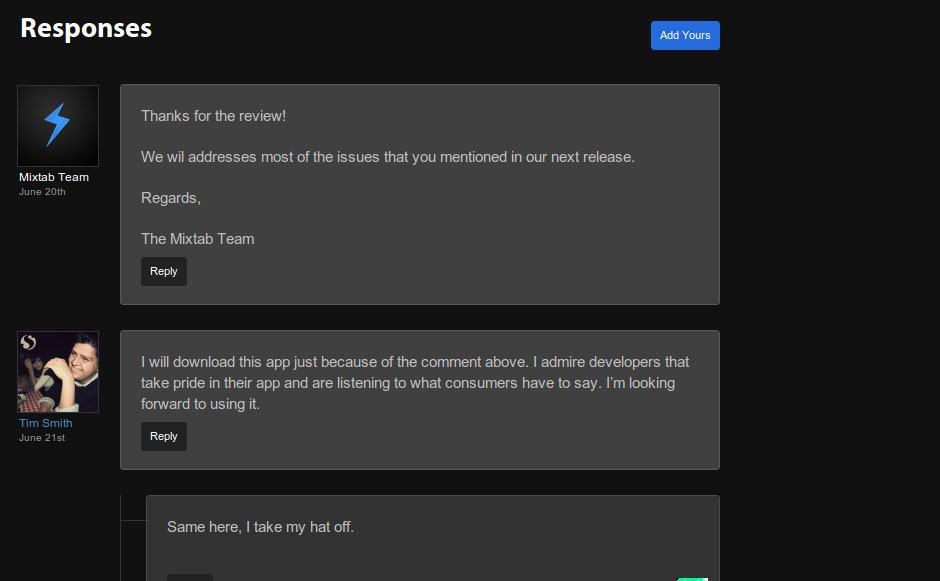 Responses
Add Yours
Thanks for the review!
We wil addresses most of the issues that you mentioned in our next release.
Regards,
The Mixtab Team
Reply
Mixtab Team
June 20th
I will download this app just because of the comment above. I admire developers that
take pride in their app and are listening to what consumers have to say. I’m looking
forward to using it.
Reply
Tim Smith
June 21st
Same here, I take my hat off.